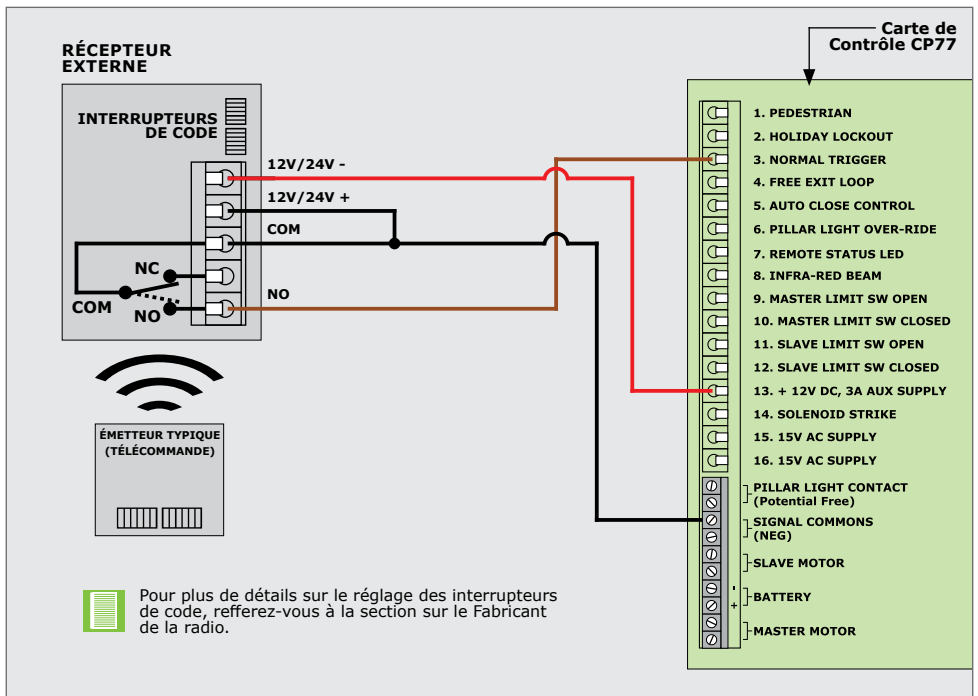 Carte de
Contrôle CP77
RÉCEPTEUR
EXTERNE
INTERRUPTEURS
DE CODE
12V/24V -
12V/24V +
COM
NC
COM
NO
NO
ÉMETTEUR TYPIQUE
(TÉLÉCOMMANDE)
1. PEDESTRIAN
2. HOLIDAY LOCKOUT
3. NORMAL TRIGGER
4. FREE EXIT LOOP
5. AUTO CLOSE CONTROL
6. PILLAR LIGHT OVER-RIDE
7. REMOTE STATUS LED
8. INFRA-RED BEAM
9. MASTER LIMIT SW OPEN
10. MASTER LIMIT SW CLOSED
11. SLAVE LIMIT SW OPEN
12. SLAVE LIMIT SW CLOSED
13. + 12V DC, 3A AUX SUPPLY
14. SOLENOID STRIKE
15. 15V AC SUPPLY
16. 15V AC SUPPLY
PILLAR LIGHT CONTACT
(Potential Free)
SIGNAL COMMONS
(NEG)
SLAVE MOTOR
-
BATTERY
+
MASTER MOTOR
Pour plus de détails sur le réglage des interrupteurs
de code, refferez-vous à la section sur le Fabricant
de la radio.